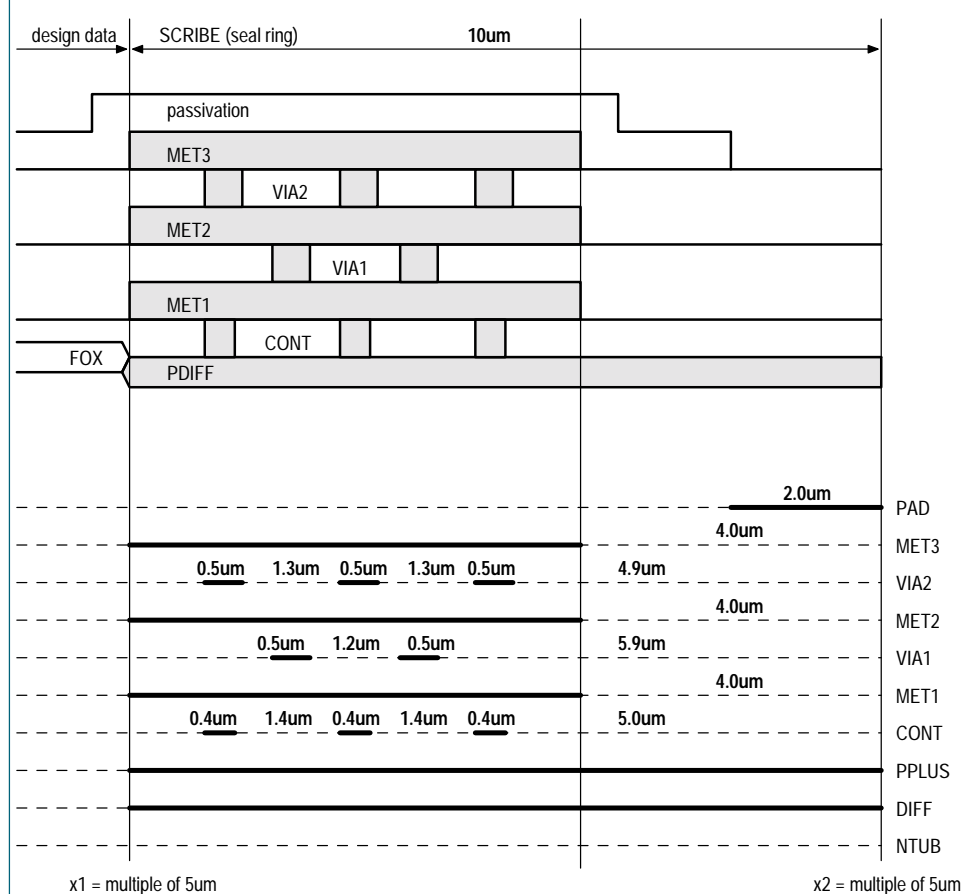 design data SCRIBE (seal ring) 10um
passivation
MET3
VIA2
MET2
VIA1
MET1
CONT
FOX
PDIFF
2.0um PAD
4.0um MET3
0.5um 1.3um 0.5um 1.3um 0.5um 4.9um VIA2
4.0um MET2
0.5um 1.2um 0.5um 5.9um VIA1
4.0um MET1
0.4um 1.4um 0.4um 1.4um 0.4um 5.0um CONT
PPLUS
DIFF
NTUB
x1 = multiple of 5um x2 = multiple of 5um